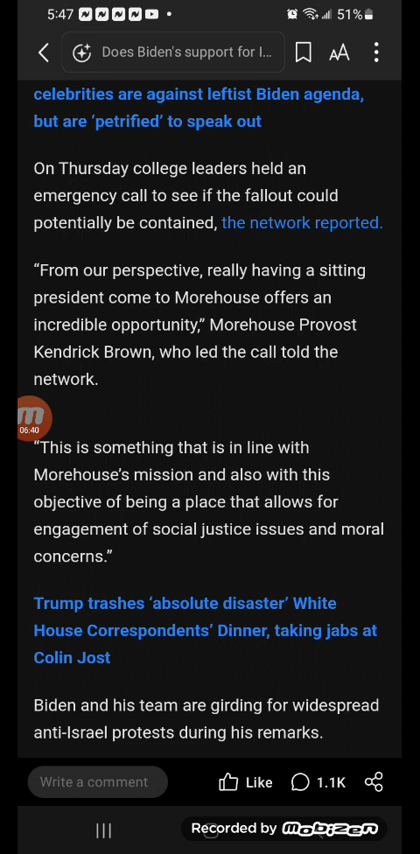 5:47 51%
Does Biden's support for I...
celebrities are against leftist Biden agenda,
but are ‘petrified’ to speak out
On Thursday college leaders held an
emergency call to see if the fallout could
potentially be contained, the network reported.
“From our perspective, really having a sitting
president come to Morehouse offers an
incredible opportunity,” Morehouse Provost
Kendrick Brown, who led the call told the
network.
06:40
“This is something that is in line with
Morehouse’s mission and also with this
objective of being a place that allows for
engagement of social justice issues and moral
concerns.”
Trump trashes ‘absolute disaster’ White
House Correspondents’ Dinner, taking jabs at
Colin Jost
Biden and his team are girding for widespread
anti-Israel protests during his remarks.
Write a comment Like 1.1K
Recorded by mobizen